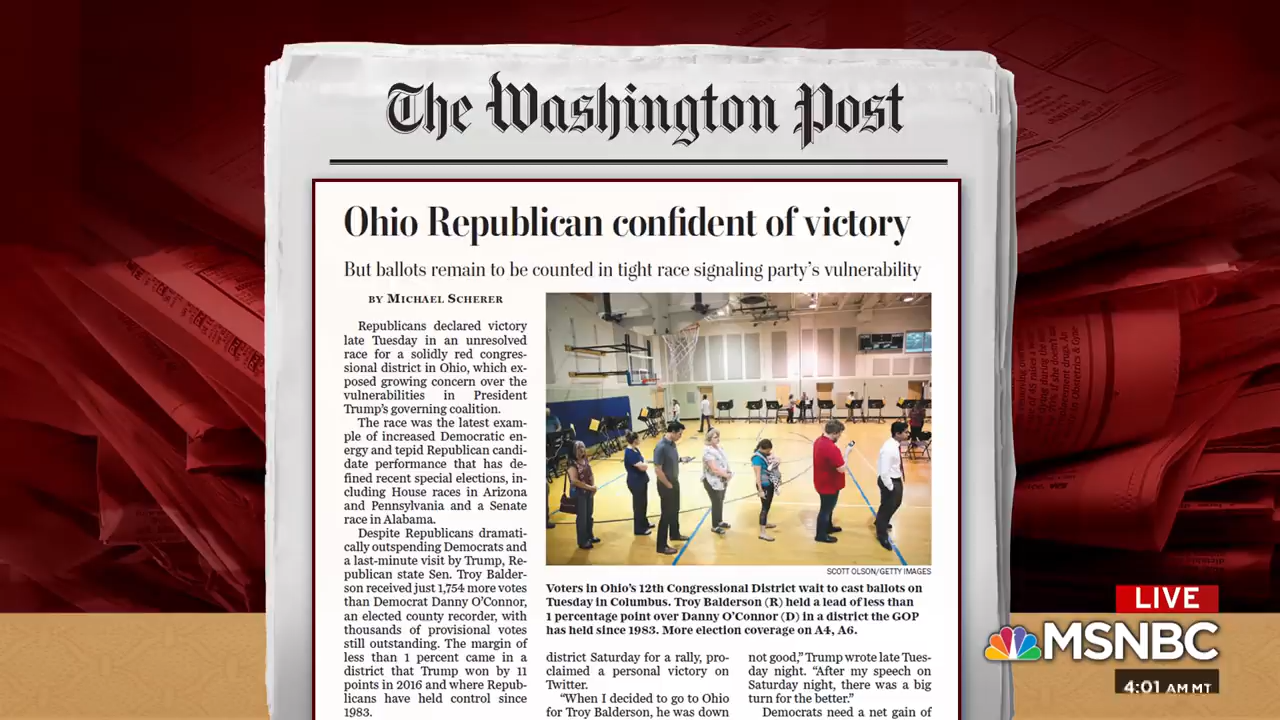 The Washington Post
Ohio Republican confident of victory
But ballots remain to be counted in tight race signaling party's vulnerability
BY MICHAEL SCHERER
Republicans declared victory
late Tuesday in an unresolved
race for a solidly red congres-
sional district in Ohio, which ex-
posed growing concern over the
vulnerabilities in President
Trump's governing coalition.
The race was the latest exam-
ple of increased Democratic en-
ergy and tepid Republican candi-
date performance that has de-
fined recent special elections, in-
cluding House races in Arizona
and Pennsylvania and a Senate
race in Alabama.
Despite Republicans dramati-
cally outspending Democrats and
a last-minute visit by Trump, Re-
publican state Sen. Troy Balder-
son received just 1,754 more votes
than Democrat Danny O'Connor,
an elected county recorder, with
thousands of provisional votes
still outstanding. The margin of
less than 1 percent came in a
district that Trump won by 11
points in 2016 and where Repub-
licans have held control since
1983.
SCOTT OLSON/GETTY IMAGES
Voters in Ohio's 12th Congressional District wait to cast ballots on
Tuesday in Columbus. Troy Balderson (R) held a lead of less than
1 percentage point over Danny O'Connor (D) in a district the GOP
has held since 1983. More election coverage on A4, A6.
district Saturday for a rally, pro-
claimed a personal victory on
Twitter.
"When I decided to go to Ohio
for Troy Balderson, he was down
not good," Trump wrote late Tues-
day night. "After my speech on
Saturday night, there was a big
turn for the better."
Democrats need a net gain of
LIVE
MSNBC
4:01 AM MT